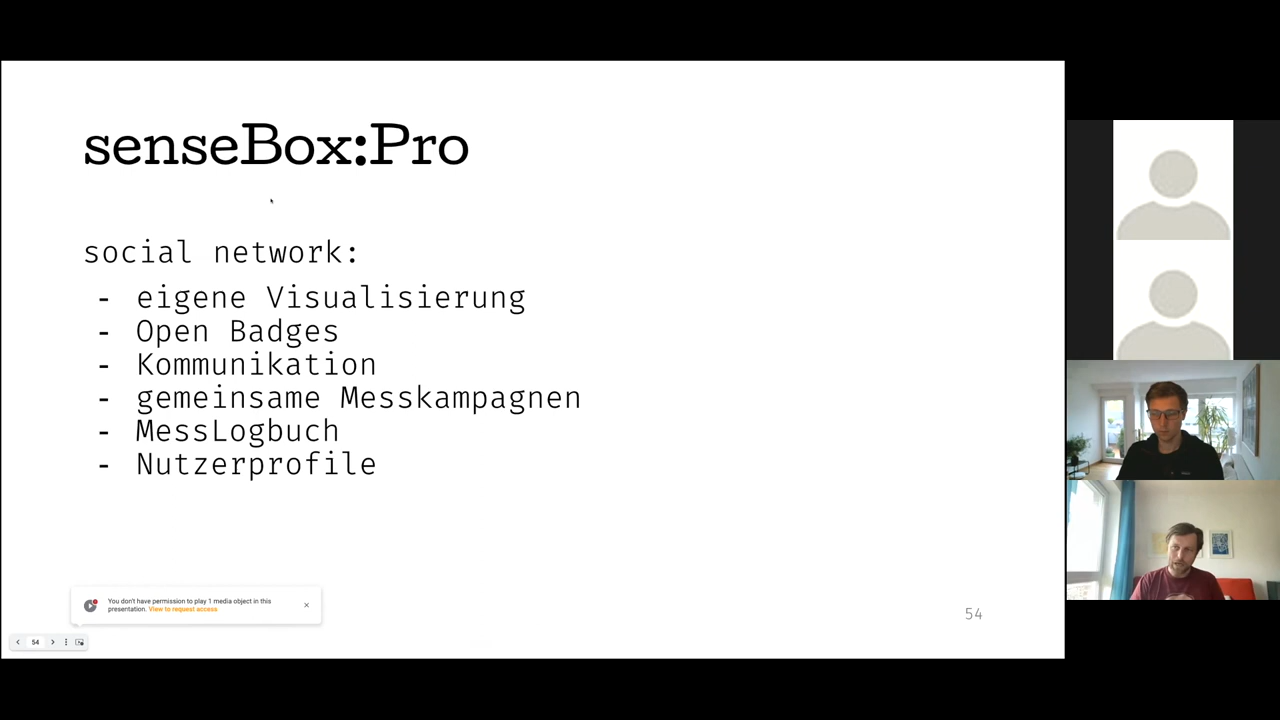 senseBox:Pro
social network:
- eigene Visualisierung
- Open Badges
- Kommunikation
- gemeinsame Messkampagnen
- MessLogbuch
- Nutzerprofile
You don't have permission to play 1 media object in this
presentation. View to request access
54
54